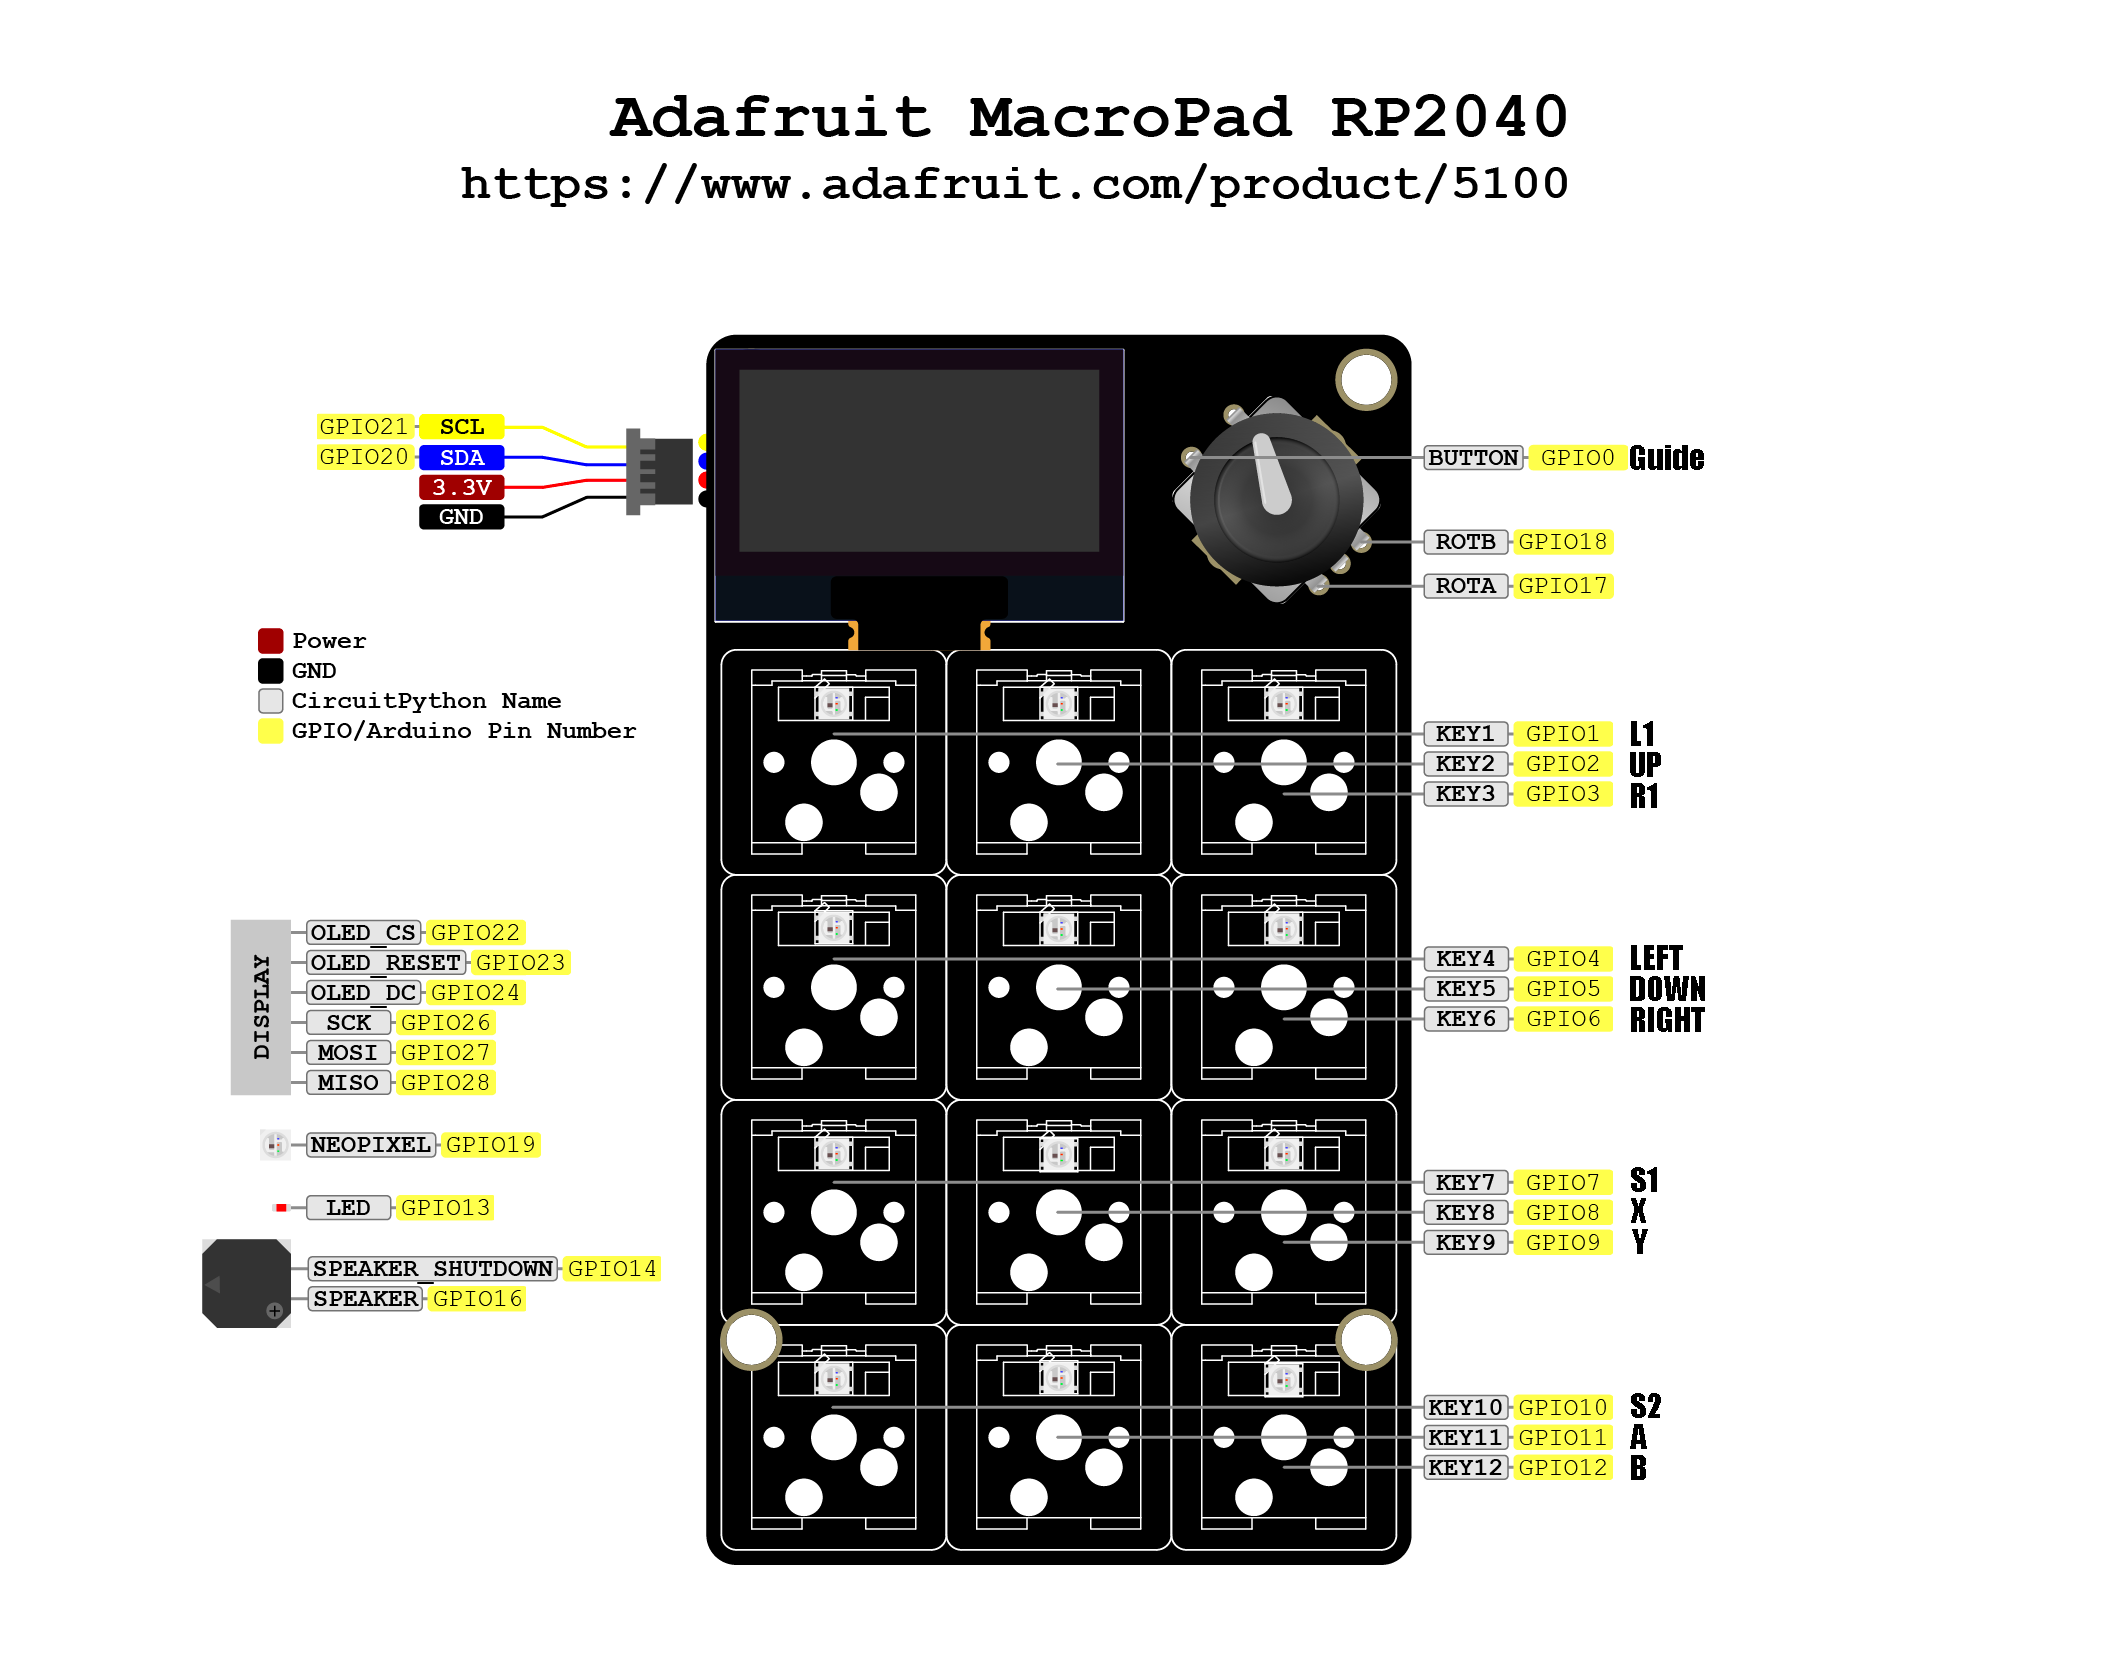 Adafruit MacroPad RP2040
https://www.adafruit.com/product/5100
GPIO21 SCL
GPIO20 SDA
3.3V
GND
Power
GND
CircuitPython Name
GPIO/Arduino Pin Number
DISPLAY
OLED_CS GPIO22
OLED_RESET GPIO23
OLED_DC GPIO24
SCK GPIO26
MOSI GPIO27
MISO GPIO28
NEOPIXEL GPIO19
LED GPIO13
SPEAKER_SHUTDOWN GPIO14
SPEAKER GPIO16
BUTTON GPIO0 Guide
ROTB GPIO18
ROTA GPIO17
KEY1 GPIO1 L1
KEY2 GPIO2 UP
KEY3 GPIO3 R1
KEY4 GPIO4 LEFT
KEY5 GPIO5 DOWN
KEY6 GPIO6 RIGHT
KEY7 GPIO7 S1
KEY8 GPIO8 X
KEY9 GPIO9 Y
KEY10 GPIO10 S2
KEY11 GPIO11 A
KEY12 GPIO12 B